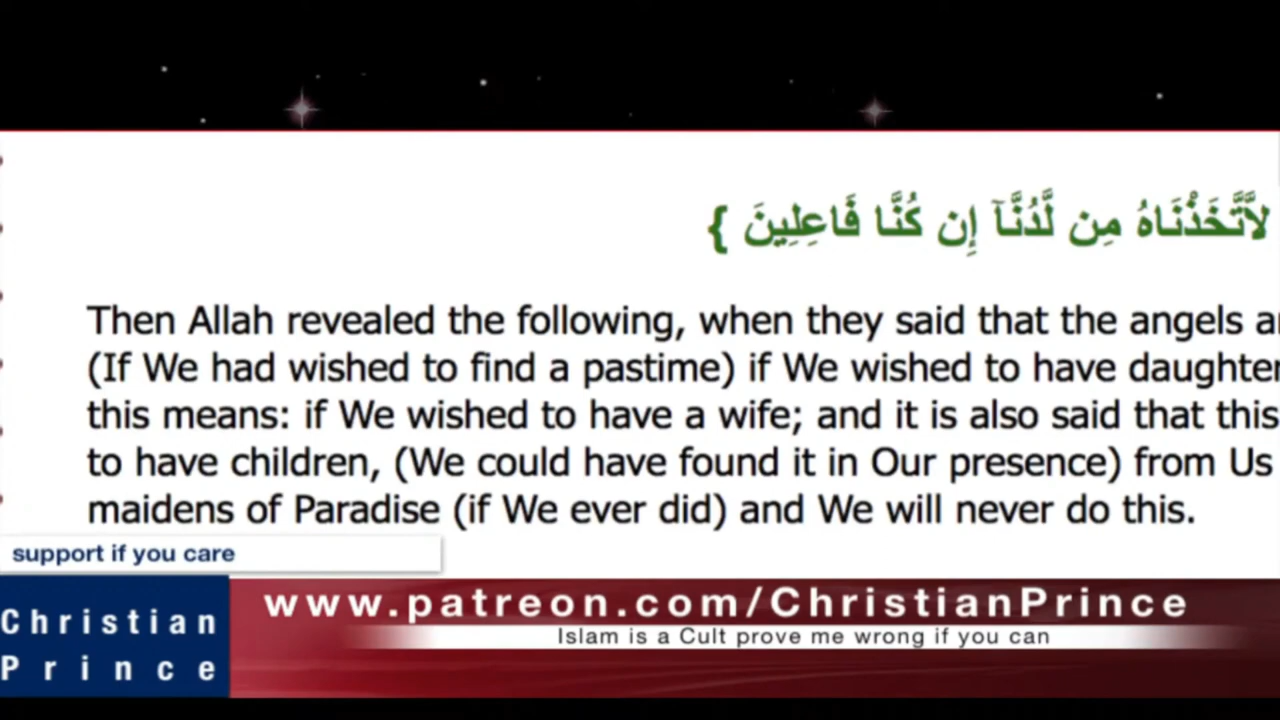 لاَّتَّخَذْنَاهُ مِن لَّدُنَّآ إِن كُنَّا فَاعِلِينَ }
Then Allah revealed the following, when they said that the angels
(If We had wished to find a pastime) if We wished to have daughter
this means: if We wished to have a wife; and it is also said that this
to have children, (We could have found it in Our presence) from Us
maidens of Paradise (if We ever did) and We will never do this.
support if you care
Christian
Prince
www.patreon.com/ChristianPrince
Islam is a Cult prove me wrong if you can